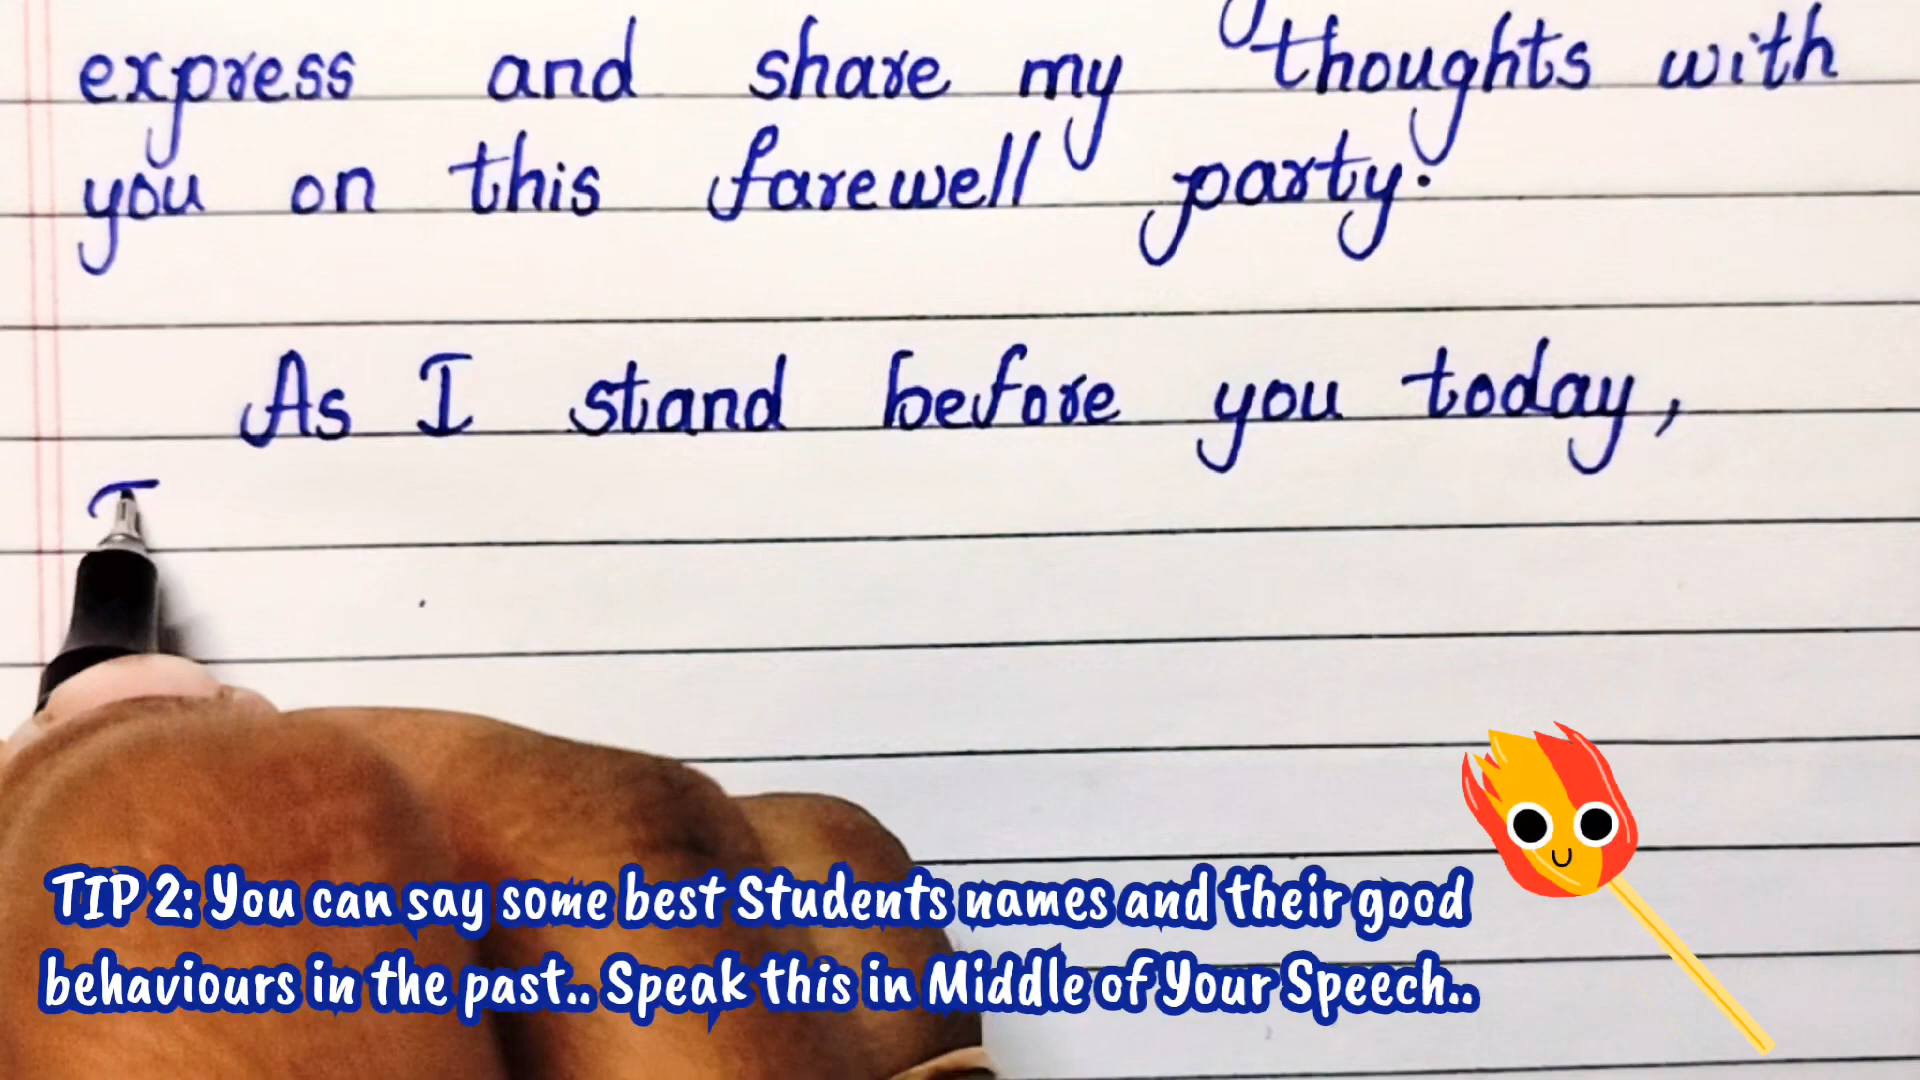 express and share my thoughts with
you on this farewell party.
As I stand before you today,
TIP 2: You can say some best Students names and their good
behaviours in the past.. Speak this in Middle of Your Speech..